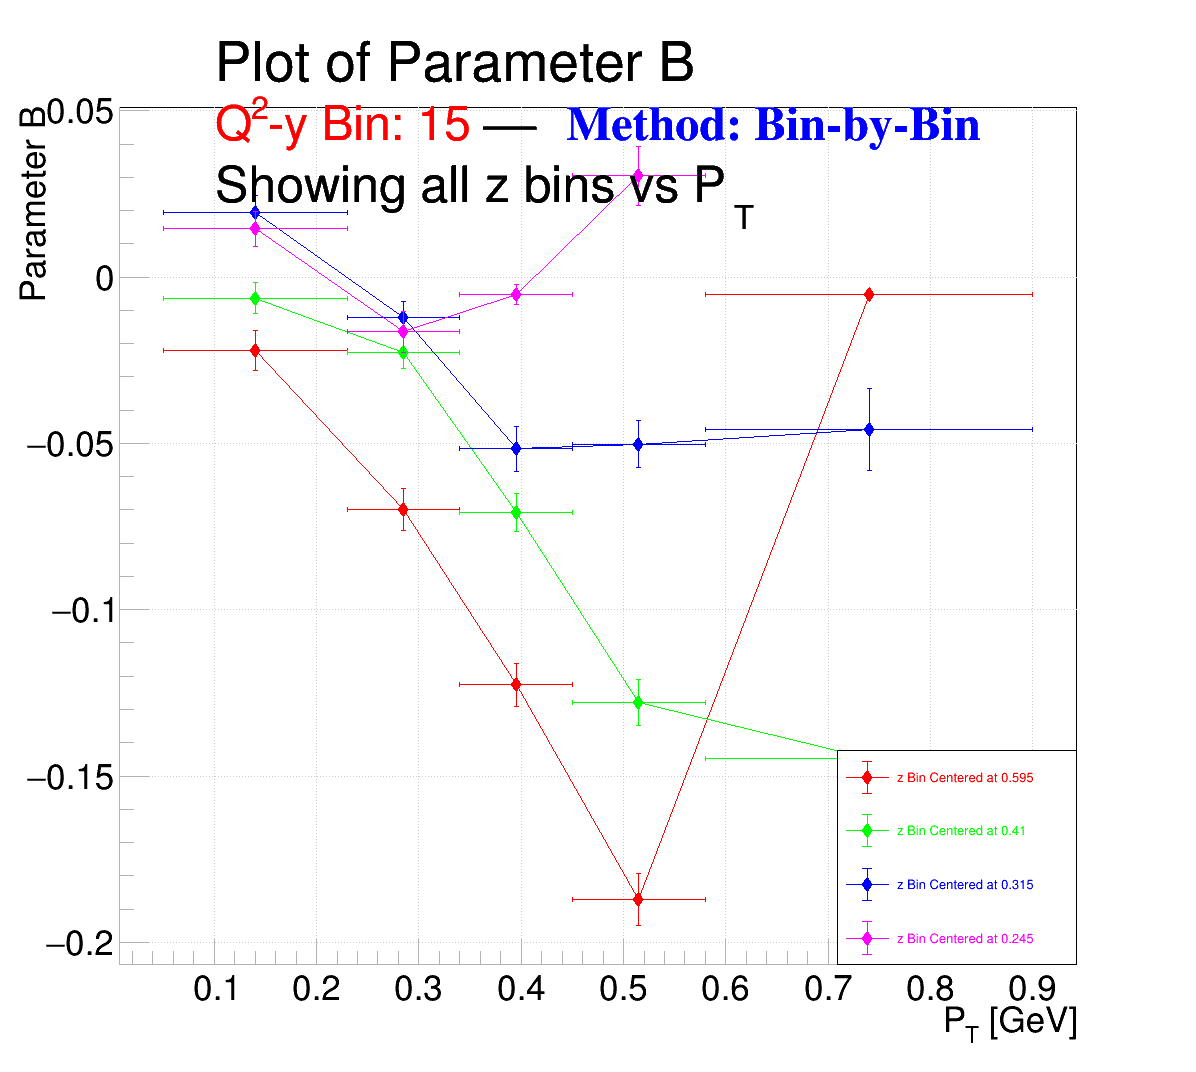 Plot of Parameter B
Q²-y Bin: 15 — Method: Bin-by-Bin
Showing all z bins vs P_T
Parameter B
0.05
0
−0.05
−0.1
−0.15
−0.2
z Bin Centered at 0.595
z Bin Centered at 0.41
z Bin Centered at 0.315
z Bin Centered at 0.245
0.1 0.2 0.3 0.4 0.5 0.6 0.7 0.8 0.9
P_T [GeV]